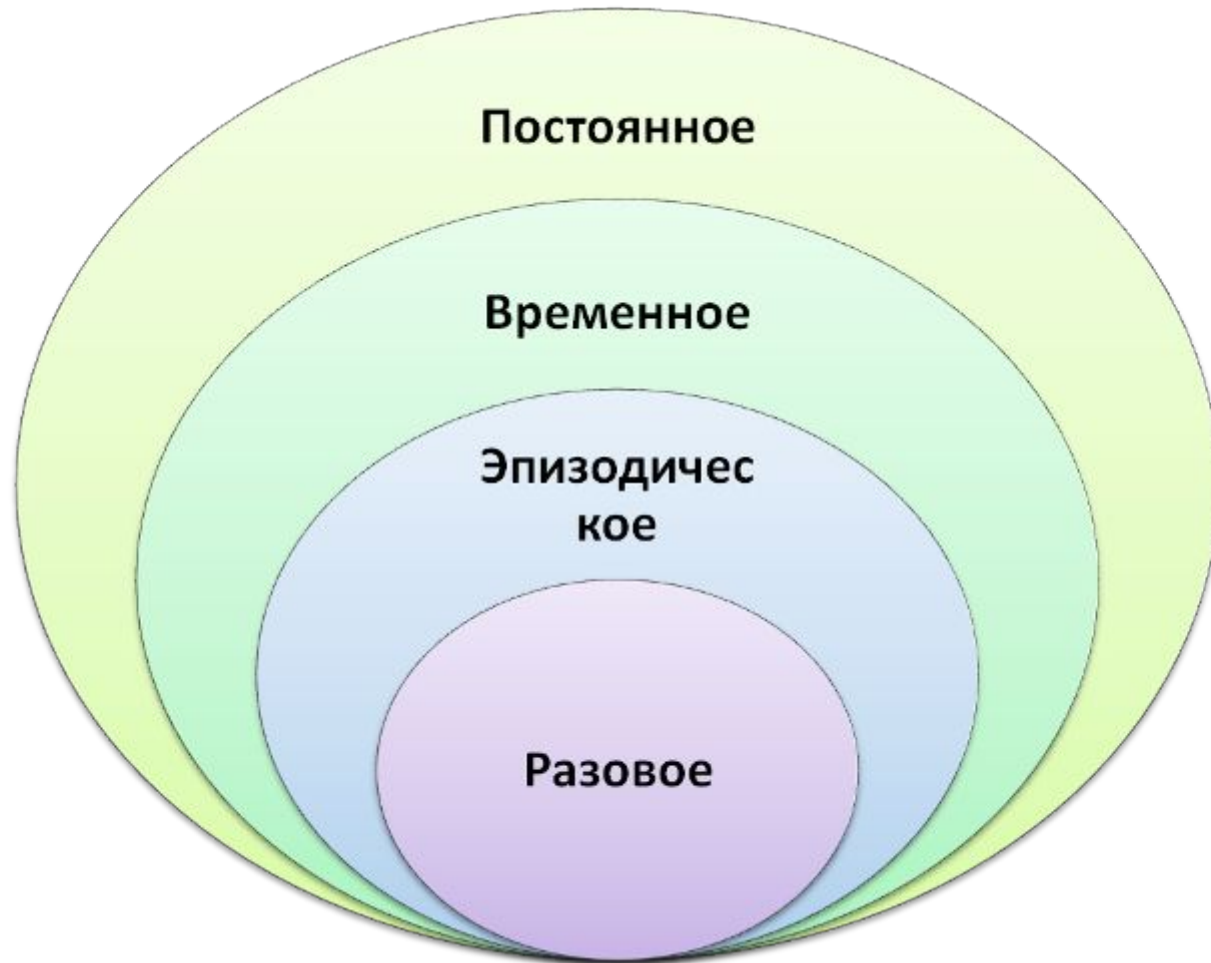 Постоянное
Временное
Эпизодичес
кое
Разовое